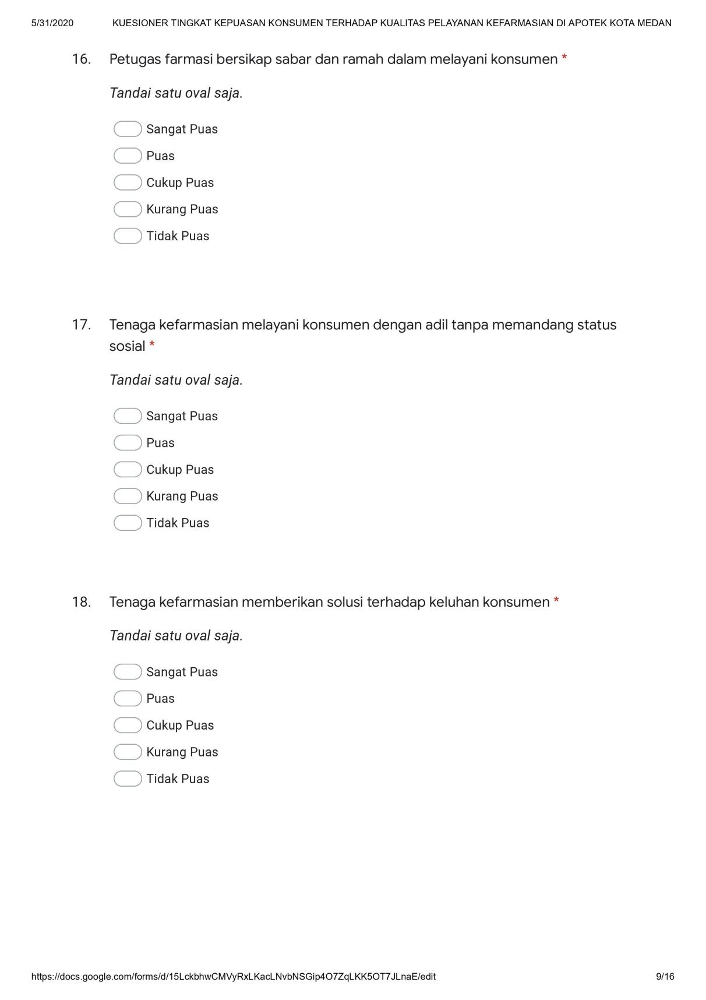 5/31/2020 KUESIONER TINGKAT KEPUASAN KONSUMEN TERHADAP KUALITAS PELAYANAN KEFARMASIAN DI APOTEK KOTA MEDAN
16. Petugas farmasi bersikap sabar dan ramah dalam melayani konsumen *
Tandai satu oval saja.
Sangat Puas
Puas
Cukup Puas
Kurang Puas
Tidak Puas
17. Tenaga kefarmasian melayani konsumen dengan adil tanpa memandang status
sosial *
Tandai satu oval saja.
Sangat Puas
Puas
Cukup Puas
Kurang Puas
Tidak Puas
18. Tenaga kefarmasian memberikan solusi terhadap keluhan konsumen *
Tandai satu oval saja.
Sangat Puas
Puas
Cukup Puas
Kurang Puas
Tidak Puas
https://docs.google.com/forms/d/15LckbhwCMVyRxLKacLNvbNSGip4O7ZqLKK5OT7JLnaE/edit 9/16